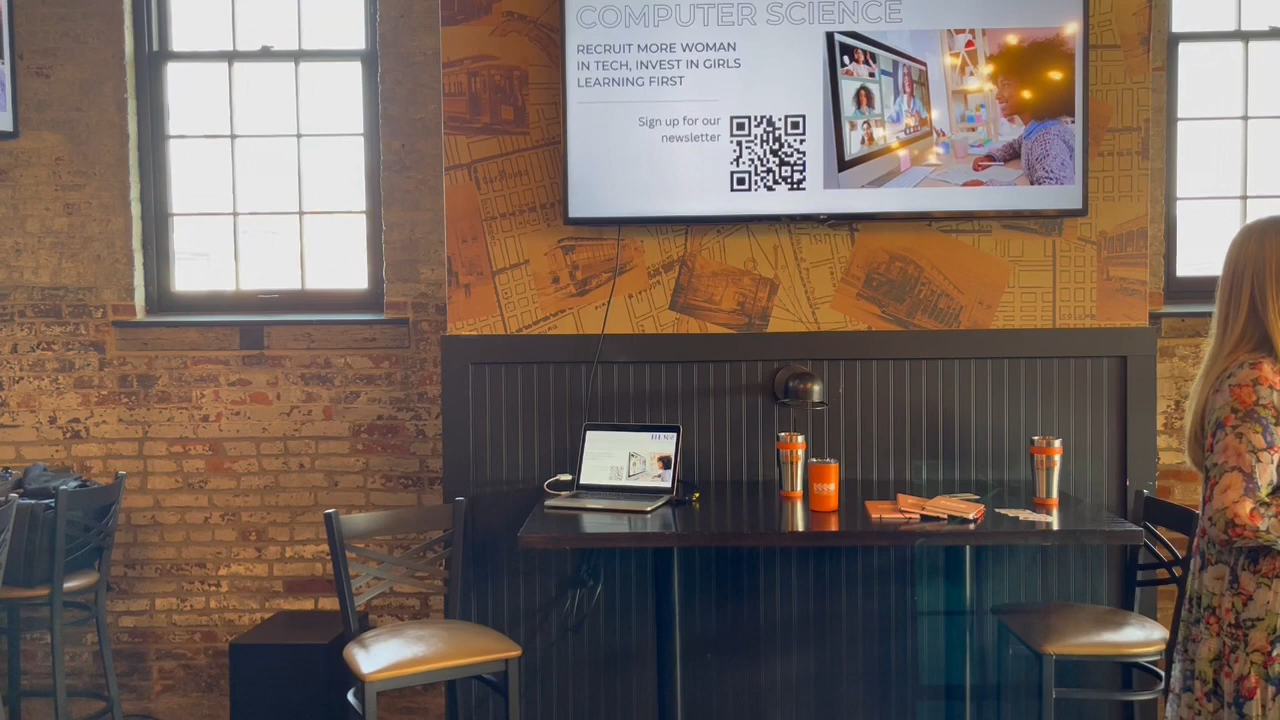 COMPUTER SCIENCE
RECRUIT MORE WOMAN
IN TECH, INVEST IN GIRLS
LEARNING FIRST
Sign up for our
newsletter